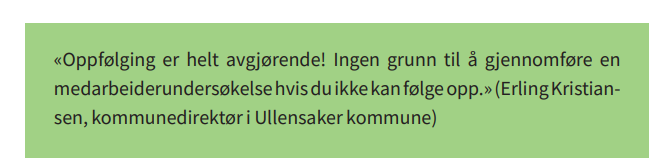 «Oppfølging er helt avgjørende! Ingen grunn til å gjennomføre en
medarbeiderundersøkelse hvis du ikke kan følge opp.» (Erling Kristian-
sen, kommunedirektør i Ullensaker kommune)